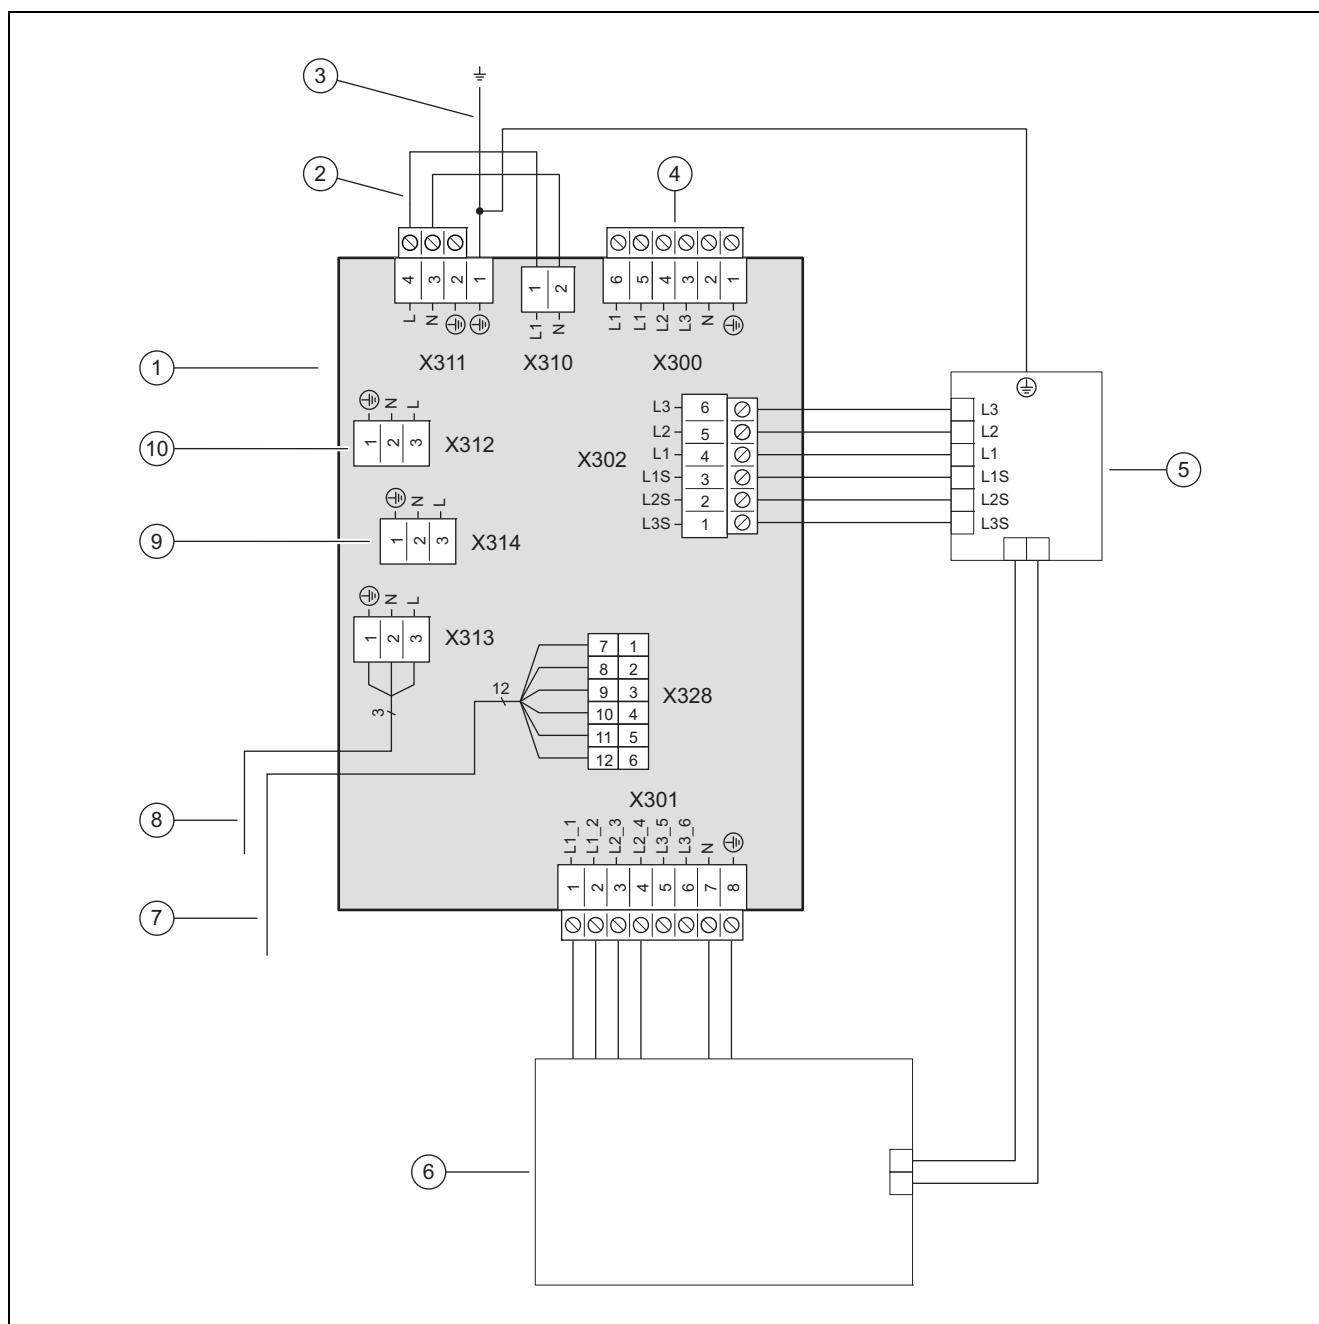 3
2
4
4 3 2 1
1 2
6 5 4 3 2 1
L N
L1 N
L1 L1 L2 L3 N
X311
X310
X300
1
N L
1 2 3
X312
10
L3 6
L2 5
L1 4
L1S 3
L2S 2
L3S 1
X302
L3
L2
L1
L1S
L2S
L3S
5
N L
1 2 3
X314
9
N L
1 2 3
X313
3
12
7 1
8 2
9 3
10 4
11 5
12 6
X328
8
7
X301
L1_1 L1_2 L2_3 L2_4 L3_5 L3_6 N
1 2 3 4 5 6 7 8
6